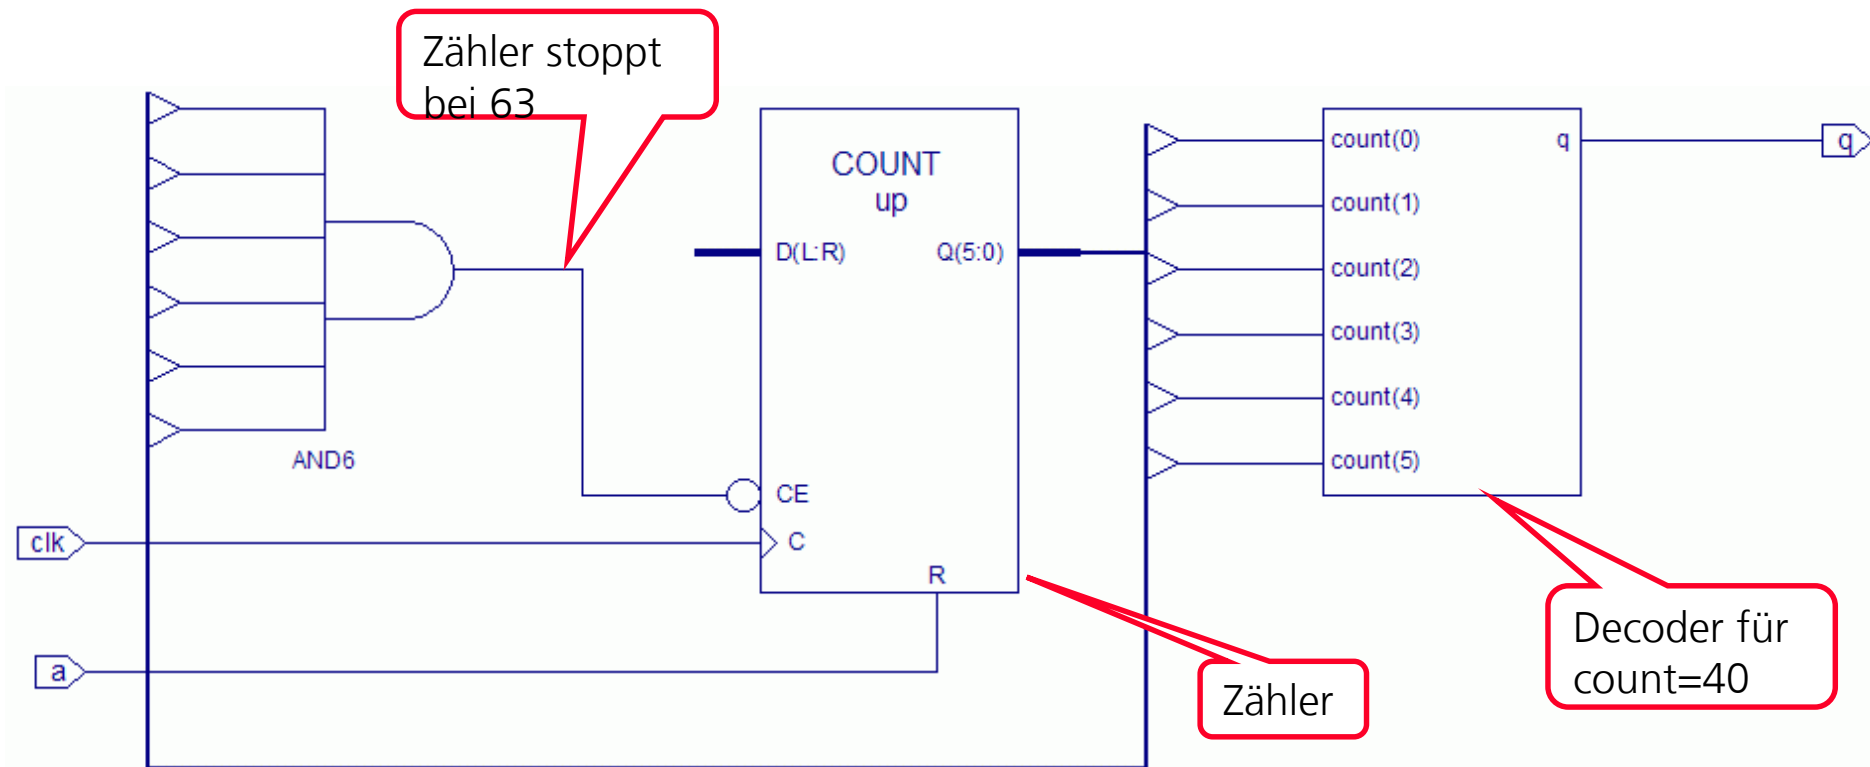 Zähler stoppt
bei 63
COUNT
up
D(L:R)
Q(5:0)
CE
C
R
AND6
clk
a
count(0)
count(1)
count(2)
count(3)
count(4)
count(5)
q
q
Zähler
Decoder für
count=40